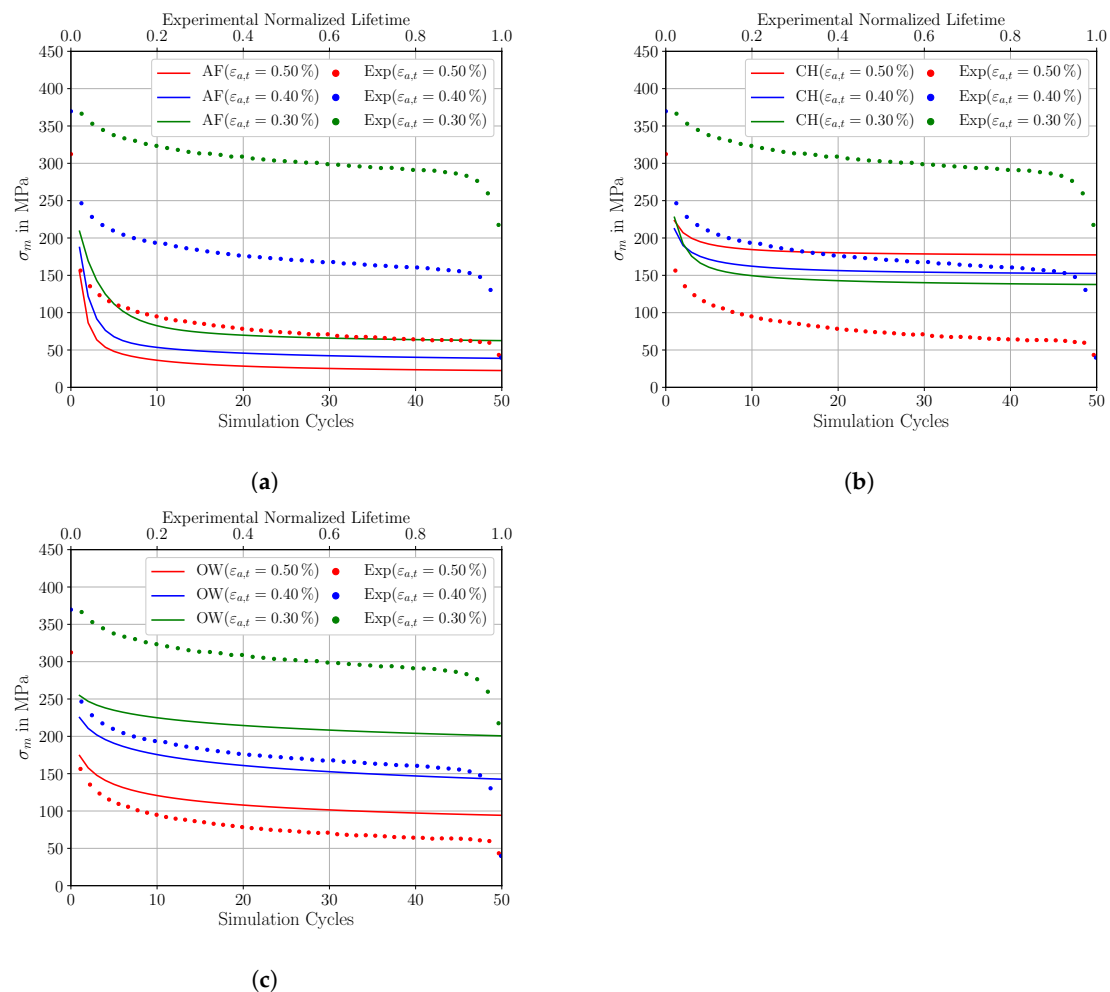 Experimental Normalized Lifetime
0.0 0.2 0.4 0.6 0.8 1.0
450
400
350
300
250
200
150
100
50
0
σm in MPa
AF(εa,t = 0.50 %) Exp(εa,t = 0.50 %)
AF(εa,t = 0.40 %) Exp(εa,t = 0.40 %)
AF(εa,t = 0.30 %) Exp(εa,t = 0.30 %)
0 10 20 30 40 50
Simulation Cycles
(a)
Experimental Normalized Lifetime
0.0 0.2 0.4 0.6 0.8 1.0
450
400
350
300
250
200
150
100
50
0
σm in MPa
CH(εa,t = 0.50 %) Exp(εa,t = 0.50 %)
CH(εa,t = 0.40 %) Exp(εa,t = 0.40 %)
CH(εa,t = 0.30 %) Exp(εa,t = 0.30 %)
0 10 20 30 40 50
Simulation Cycles
(b)
Experimental Normalized Lifetime
0.0 0.2 0.4 0.6 0.8 1.0
450
400
350
300
250
200
150
100
50
0
σm in MPa
OW(εa,t = 0.50 %) Exp(εa,t = 0.50 %)
OW(εa,t = 0.40 %) Exp(εa,t = 0.40 %)
OW(εa,t = 0.30 %) Exp(εa,t = 0.30 %)
0 10 20 30 40 50
Simulation Cycles
(c)